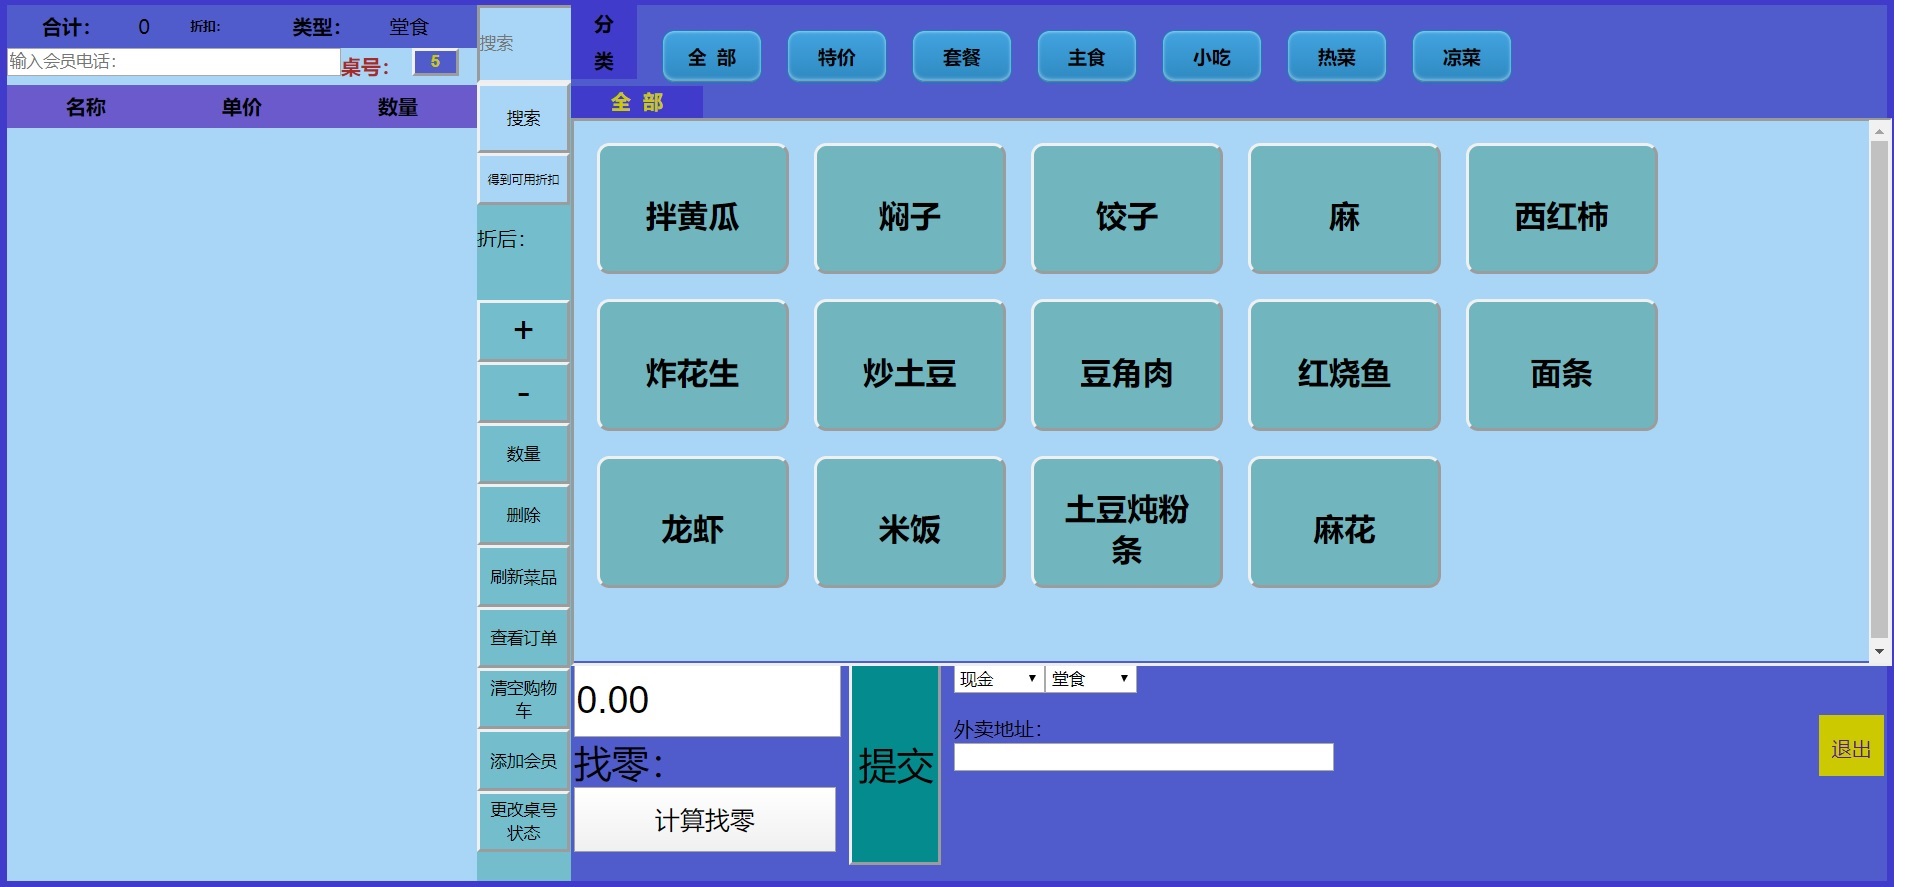 合计： 0 折扣： 类型： 堂食
输入会员电话： 桌号： 5
名称 单价 数量
搜索
搜索
得到可用折扣
折后：
+
-
数量
删除
刷新菜品
查看订单
清空购物
车
添加会员
更改桌号
状态
分
类
全 部 特价 套餐 主食 小吃 热菜 凉菜
全 部
拌黄瓜 焖子 饺子 麻 西红柿
炸花生 炒土豆 豆角肉 红烧鱼 面条
龙虾 米饭 土豆炖粉
条 麻花
0.00
找零：
计算找零
提交
现金 堂食
外卖地址：
退出